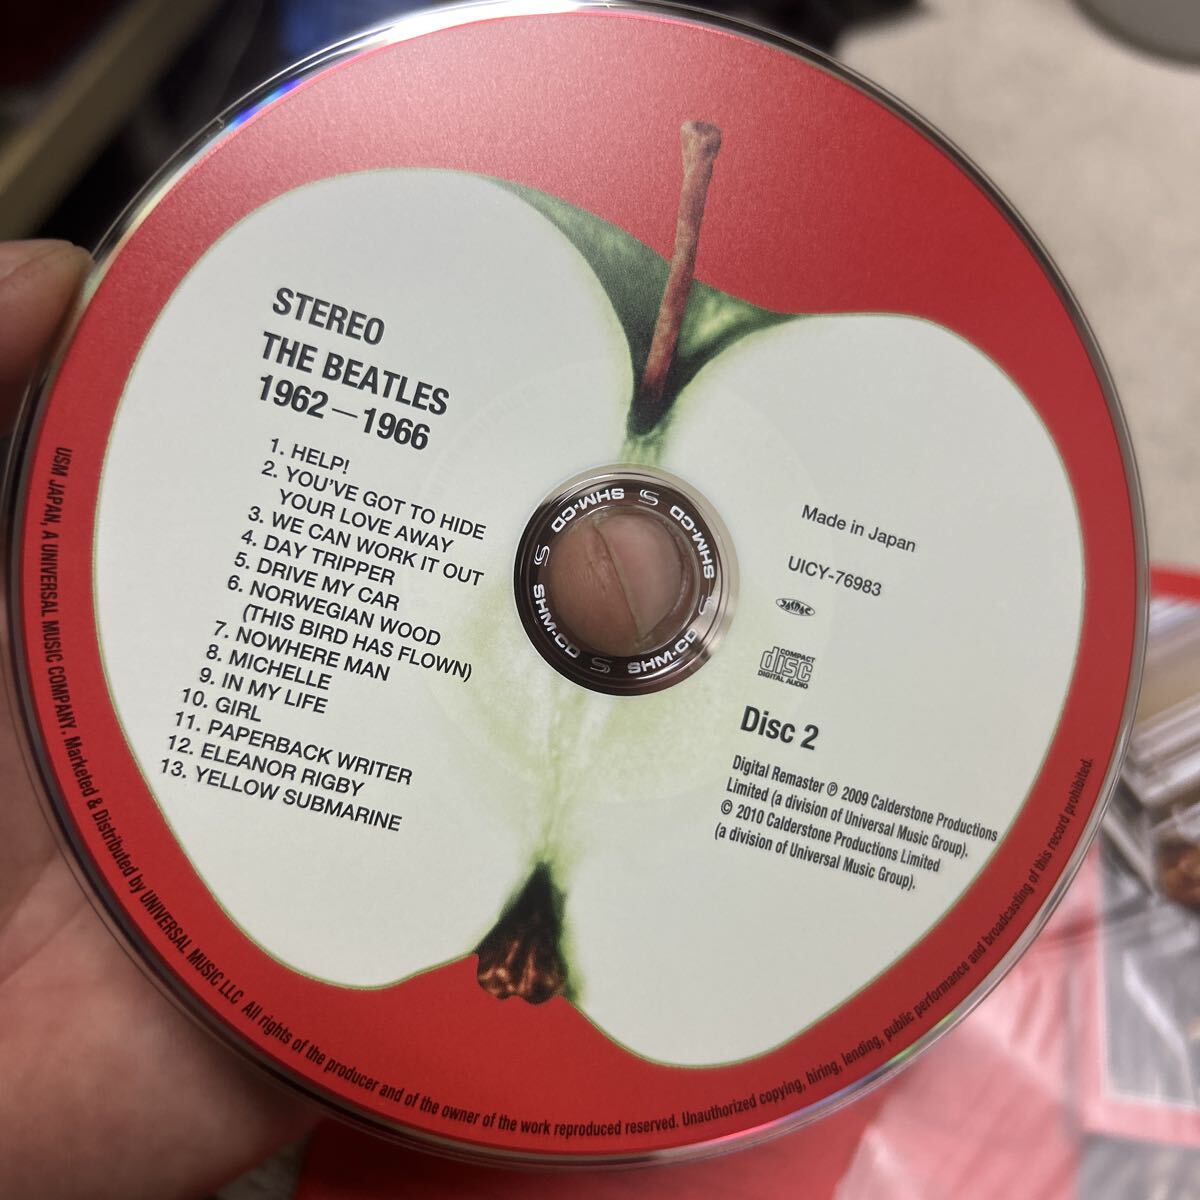 STEREO
THE BEATLES
1962—1966
1. HELP!
2. YOU'VE GOT TO HIDE
YOUR LOVE AWAY
3. WE CAN WORK IT OUT
4. DAY TRIPPER
5. DRIVE MY CAR
6. NORWEGIAN WOOD
(THIS BIRD HAS FLOWN)
7. NOWHERE MAN
8. MICHELLE
9. IN MY LIFE
10. GIRL
11. PAPERBACK WRITER
12. ELEANOR RIGBY
13. YELLOW SUBMARINE
SHM-CD S SHM-CD S SHM-CD S SHM-CD S SHM-CD S
Made in Japan
UICY-76983
JASRAC
COMPACT
disc
DIGITAL AUDIO
Disc 2
Digital Remaster ℗ 2009 Calderstone Productions
Limited (a division of Universal Music Group).
© 2010 Calderstone Productions Limited
(a division of Universal Music Group).
USM JAPAN, A UNIVERSAL MUSIC COMPANY. Marketed & Distributed by UNIVERSAL MUSIC LLC All rights of the producer and of the owner of the work reproduced reserved. Unauthorized copying, hiring, lending, public performance and broadcasting of this record prohibited.